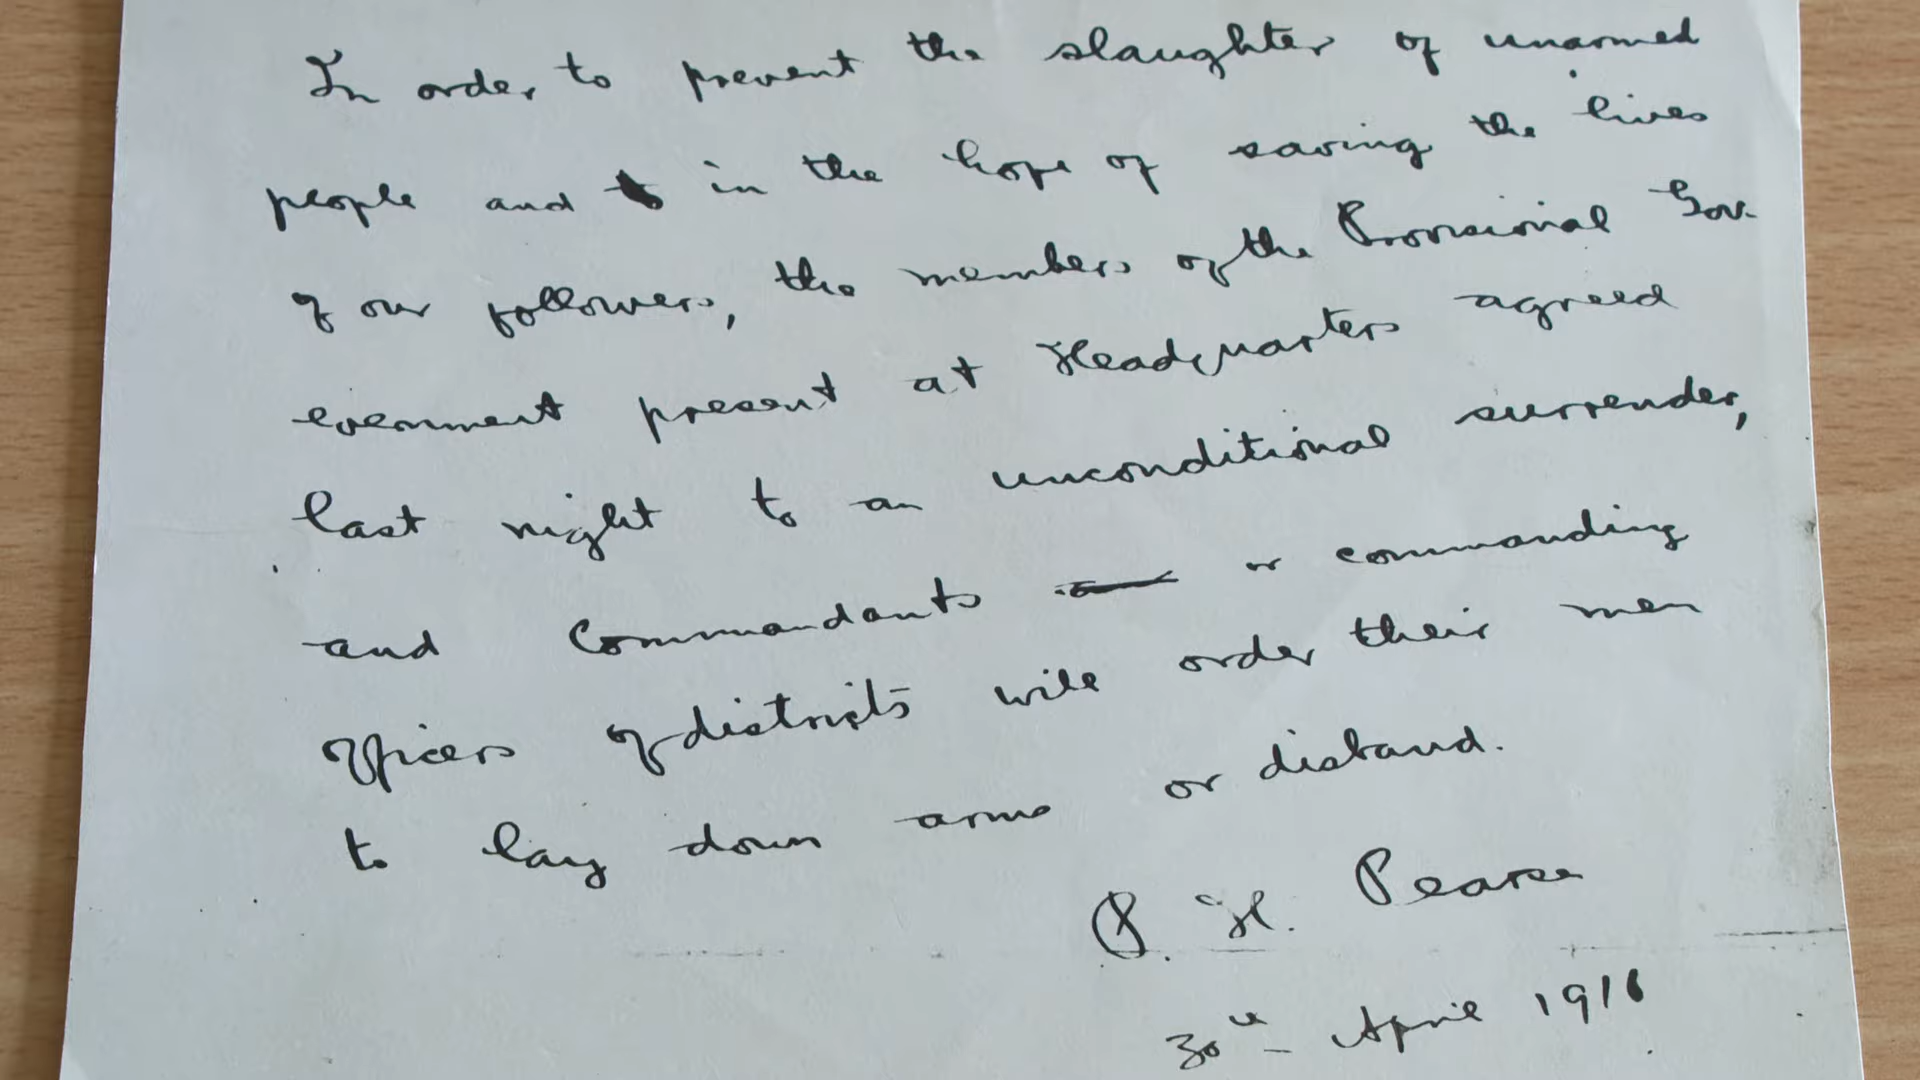 In order to prevent the slaughter of unarmed
people and in the hope of saving the lives
of our followers, the members of the Provisional Gov-
ernment present at Headquarters agreed
last night to an unconditional surrender,
and Commandants or commanding
officers of districts will order their men
to lay down arms or disband.
P. H. Pearse
30th April 1916